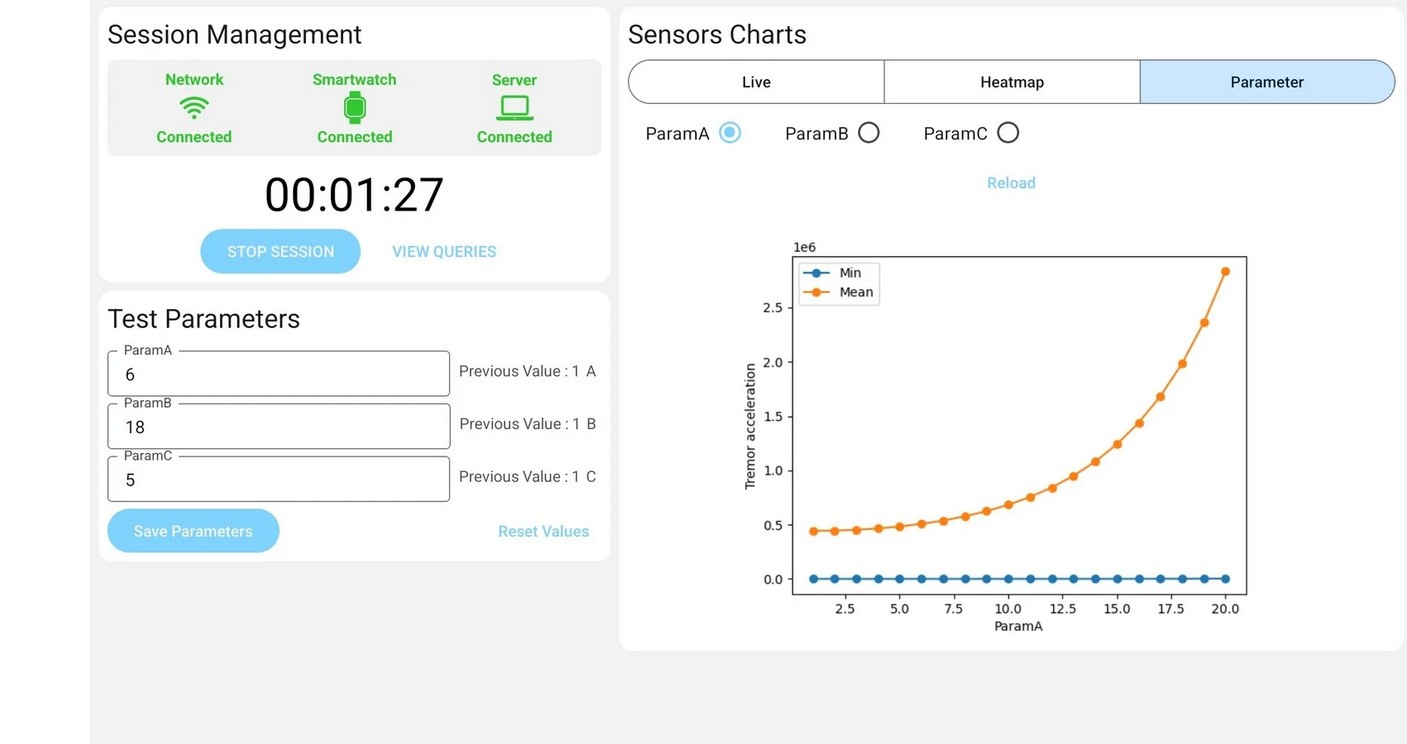 Session Management
Network Smartwatch Server
Connected Connected Connected
00:01:27
STOP SESSION VIEW QUERIES
Test Parameters
ParamA
6 Previous Value : 1 A
ParamB
18 Previous Value : 1 B
ParamC
5 Previous Value : 1 C
Save Parameters Reset Values
Sensors Charts
Live Heatmap Parameter
ParamA ParamB ParamC
Reload
1e6
Min
Mean
2.5
2.0
1.5
1.0
0.5
0.0
Tremor acceleration
2.5 5.0 7.5 10.0 12.5 15.0 17.5 20.0
ParamA